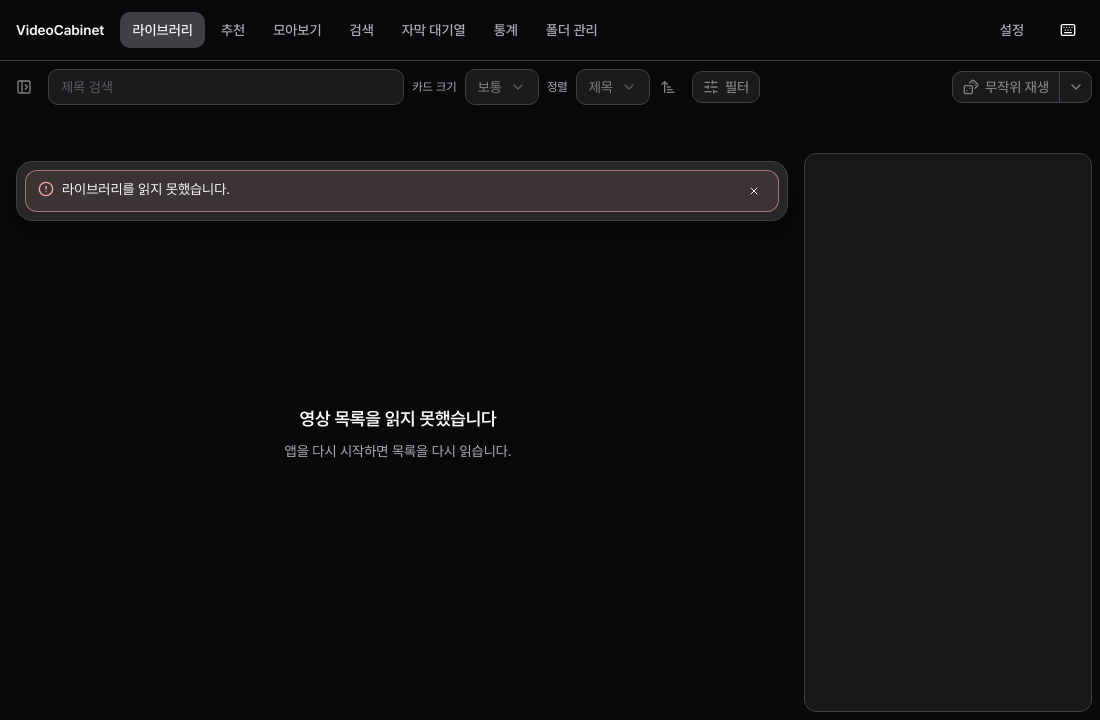 VideoCabinet 라이브러리 추천 모아보기 검색 자막 대기열 통계 폴더 관리 설정
제목 검색 카드 크기 보통 정렬 제목 필터 무작위 재생
라이브러리를 읽지 못했습니다.
영상 목록을 읽지 못했습니다
앱을 다시 시작하면 목록을 다시 읽습니다.